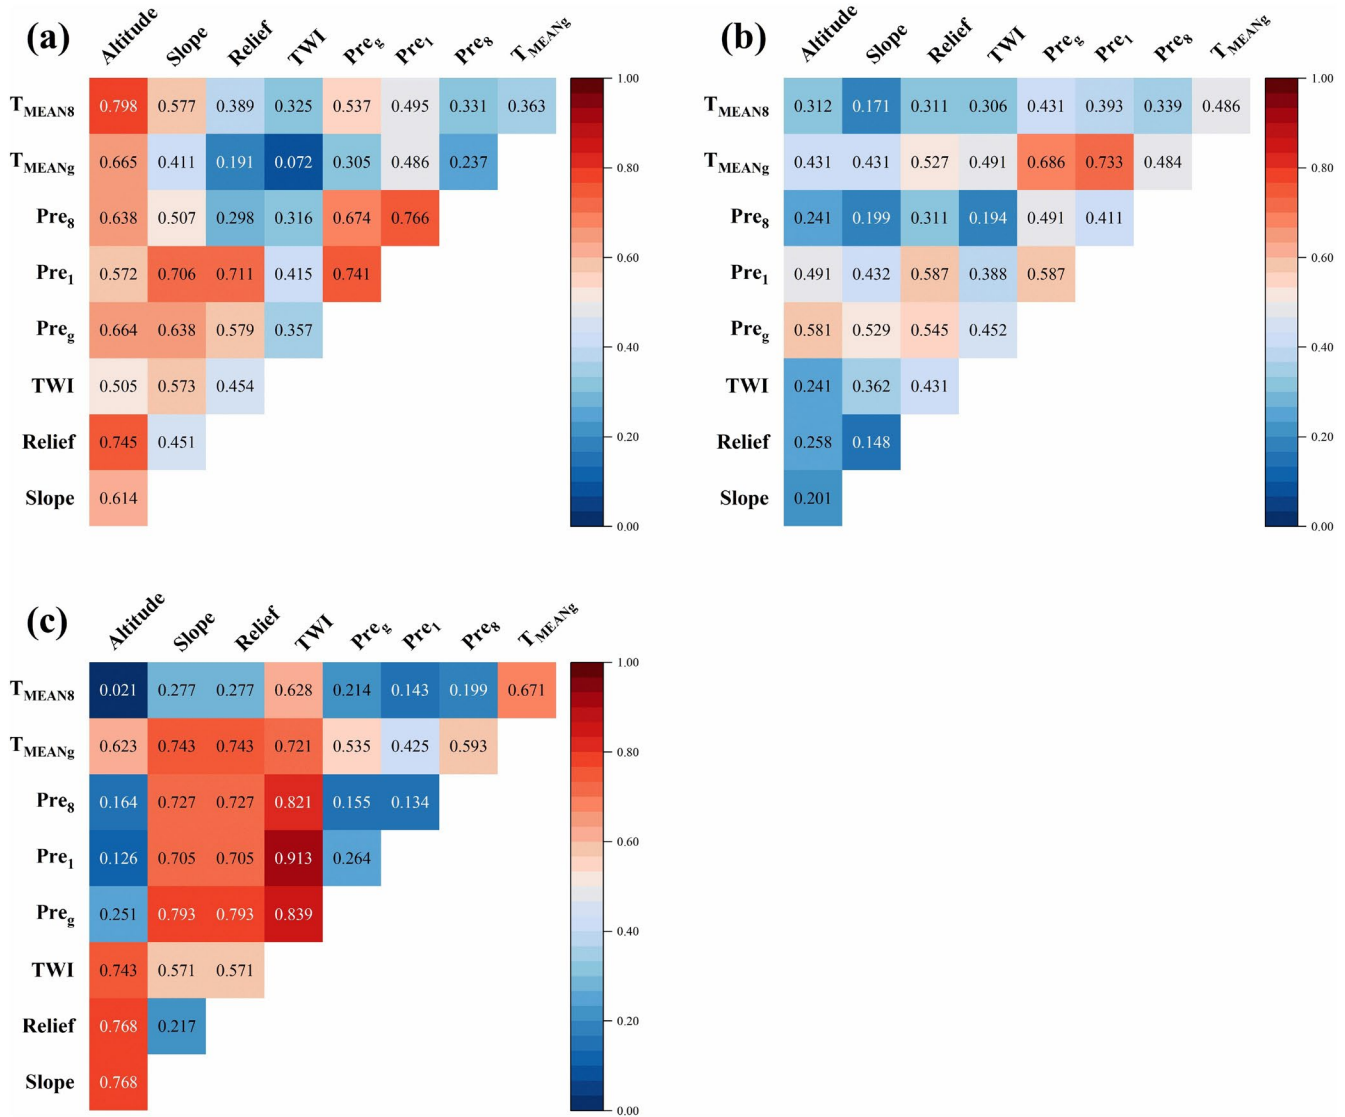 (a) Altitude Slope Relief TWI Preg Pre1 Pre8 TMEANg
TMEAN8 0.798 0.577 0.389 0.325 0.537 0.495 0.331 0.363
TMEANg 0.665 0.411 0.191 0.072 0.305 0.486 0.237
Pre8 0.638 0.507 0.298 0.316 0.674 0.766
Pre1 0.572 0.706 0.711 0.415 0.741
Preg 0.664 0.638 0.579 0.357
TWI 0.505 0.573 0.454
Relief 0.745 0.451
Slope 0.614
1.00
0.80
0.60
0.40
0.20
0.00
(b) Altitude Slope Relief TWI Preg Pre1 Pre8 TMEANg
TMEAN8 0.312 0.171 0.311 0.306 0.431 0.393 0.339 0.486
TMEANg 0.431 0.431 0.527 0.491 0.686 0.733 0.484
Pre8 0.241 0.199 0.311 0.194 0.491 0.411
Pre1 0.491 0.432 0.587 0.388 0.587
Preg 0.581 0.529 0.545 0.452
TWI 0.241 0.362 0.431
Relief 0.258 0.148
Slope 0.201
1.00
0.80
0.60
0.40
0.20
0.00
(c) Altitude Slope Relief TWI Preg Pre1 Pre8 TMEANg
TMEAN8 0.021 0.277 0.277 0.628 0.214 0.143 0.199 0.671
TMEANg 0.623 0.743 0.743 0.721 0.535 0.425 0.593
Pre8 0.164 0.727 0.727 0.821 0.155 0.134
Pre1 0.126 0.705 0.705 0.913 0.264
Preg 0.251 0.793 0.793 0.839
TWI 0.743 0.571 0.571
Relief 0.768 0.217
Slope 0.768
1.00
0.80
0.60
0.40
0.20
0.00